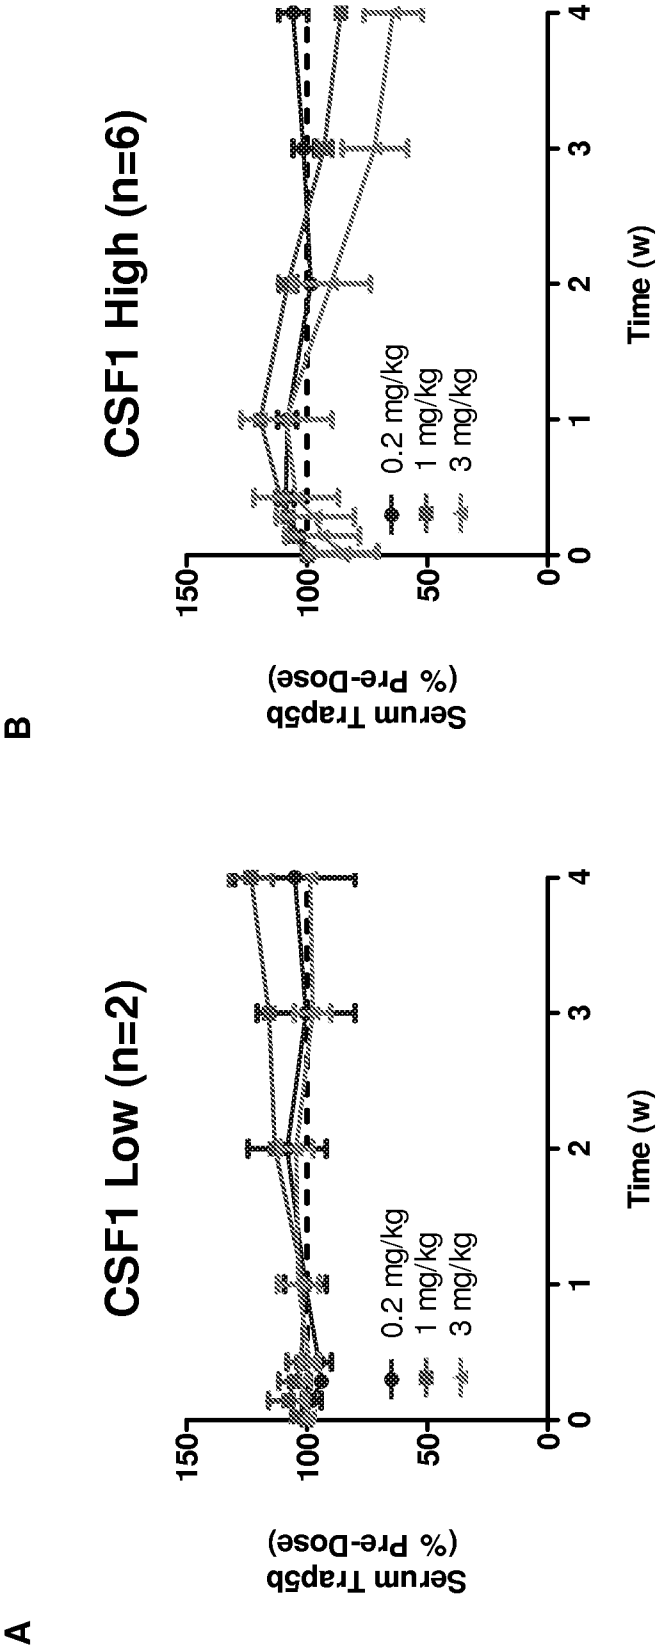 A
CSF1 Low (n=2)
Serum Trap5b
(% Pre-Dose)
150
100
50
0
0.2 mg/kg
1 mg/kg
3 mg/kg
0 1 2 3 4
Time (w)
B
CSF1 High (n=6)
Serum Trap5b
(% Pre-Dose)
150
100
50
0
0.2 mg/kg
1 mg/kg
3 mg/kg
0 1 2 3 4
Time (w)